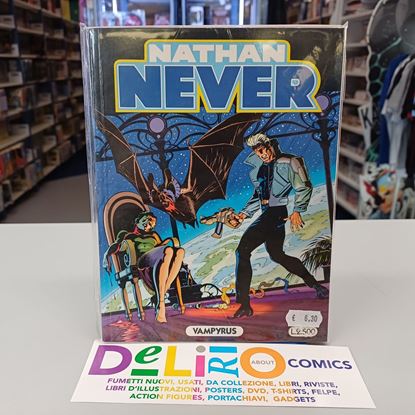 NATHAN
NEVER
€ 6,30
L.2.500
VAMPYRUS
DeLiRiO ABOUT COMICS
FUMETTI NUOVI, USATI, DA COLLEZIONE, LIBRI, RIVISTE,
LIBRI D'ILLUSTRAZIONI, POSTERS, DVD, T-SHIRTS, FELPE,
ACTION FIGURES, PORTACHIAVI, GADGETS